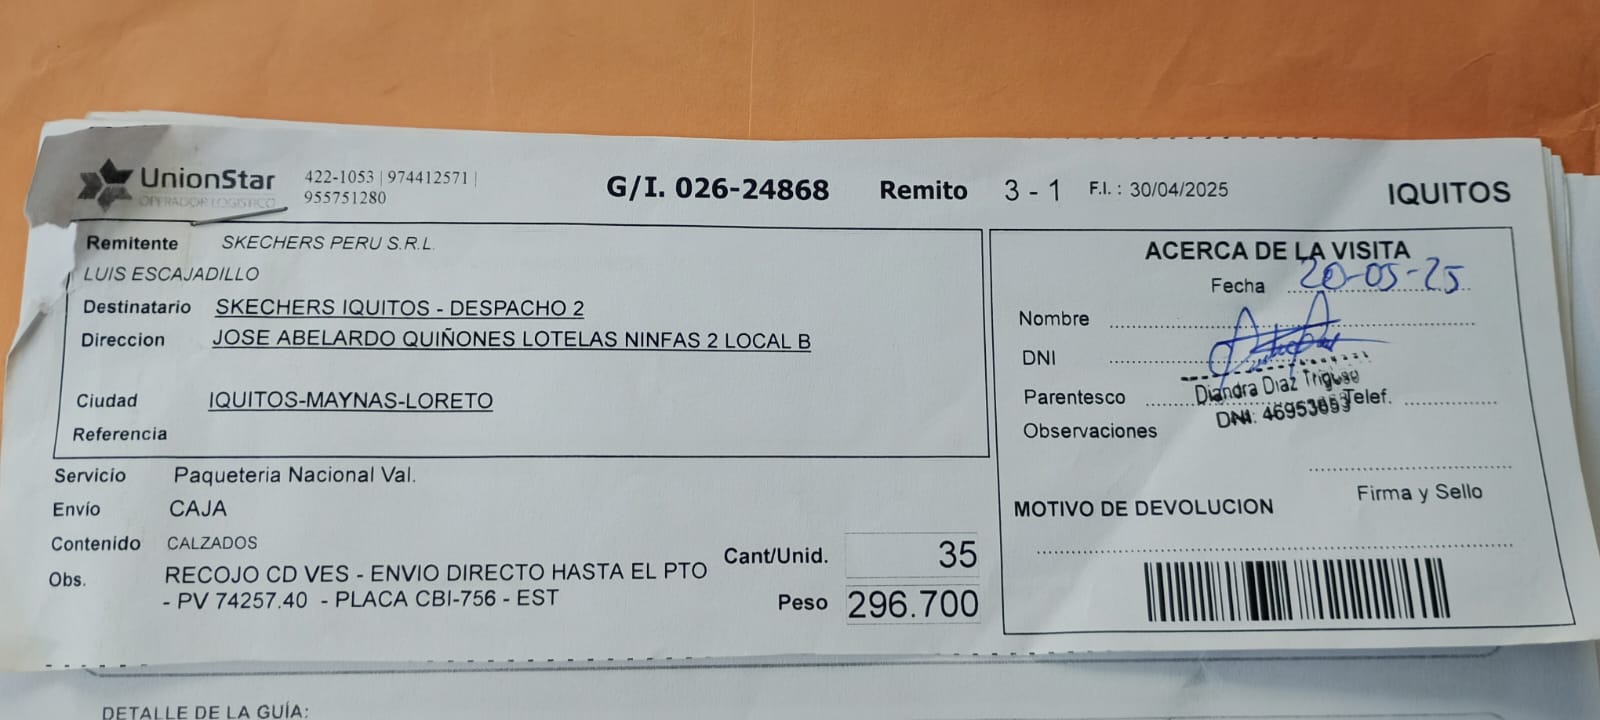 UnionStar
OPERADOR LOGISTICO
422-1053 | 974412571 |
955751280
G/I. 026-24868 Remito 3 - 1 F.I. : 30/04/2025 IQUITOS
Remitente SKECHERS PERU S.R.L.
LUIS ESCAJADILLO
Destinatario SKECHERS IQUITOS - DESPACHO 2
Direccion JOSE ABELARDO QUIÑONES LOTELAS NINFAS 2 LOCAL B
Ciudad IQUITOS-MAYNAS-LORETO
Referencia
Servicio Paqueteria Nacional Val.
Envío CAJA
Contenido CALZADOS
Obs. RECOJO CD VES - ENVIO DIRECTO HASTA EL PTO
- PV 74257.40 - PLACA CBI-756 - EST
Cant/Unid. 35
Peso 296.700
ACERCA DE LA VISITA
Fecha 20-05-25
Nombre
DNI
Diandra Diaz
Parentesco
DNI:
Telef.
Observaciones
Firma y Sello
MOTIVO DE DEVOLUCION
DETALLE DE LA GUÍA: